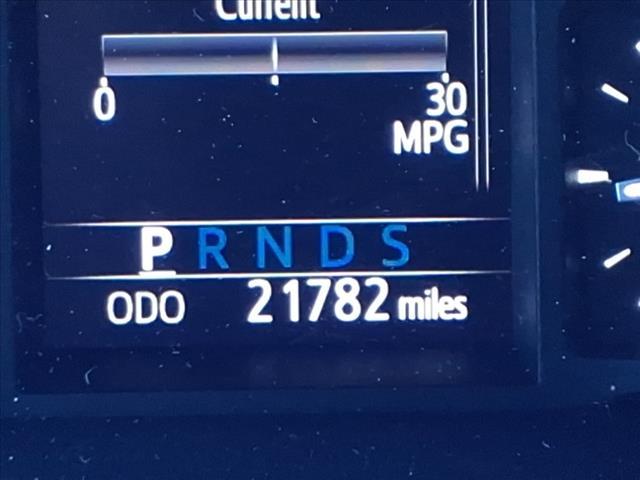 Current
0 30
MPG
P R N D S
ODO 21782 miles